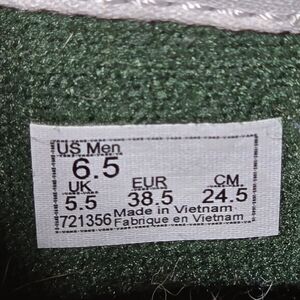 US Men
6.5
UK EUR CM
5.5 38.5 24.5
721356 Made in Vietnam
Fabrique en Vietnam